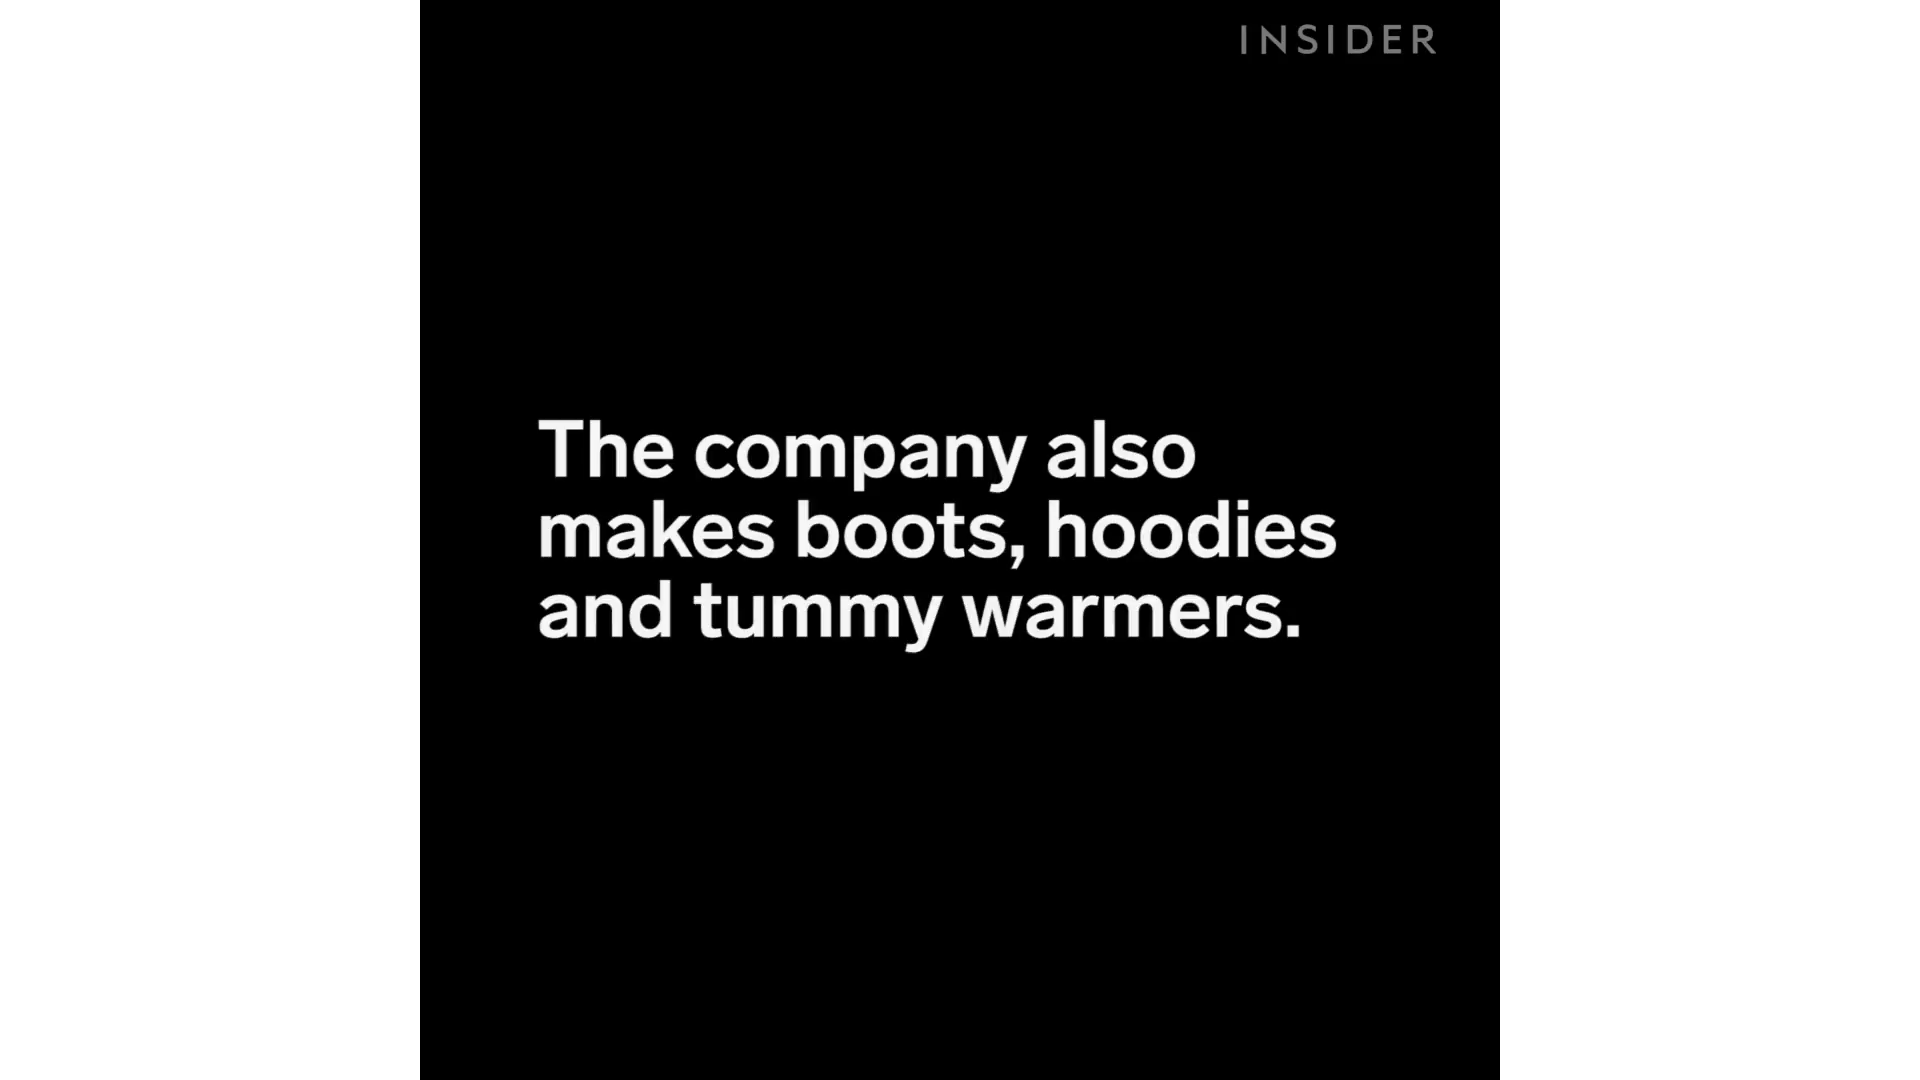 INSIDER
The company also
makes boots, hoodies
and tummy warmers.